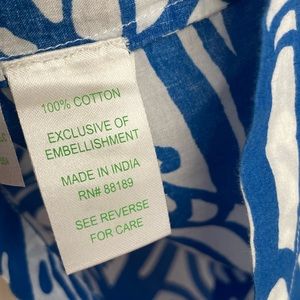 100% COTTON
EXCLUSIVE OF
EMBELLISHMENT
MADE IN INDIA
RN# 88189
SEE REVERSE
FOR CARE